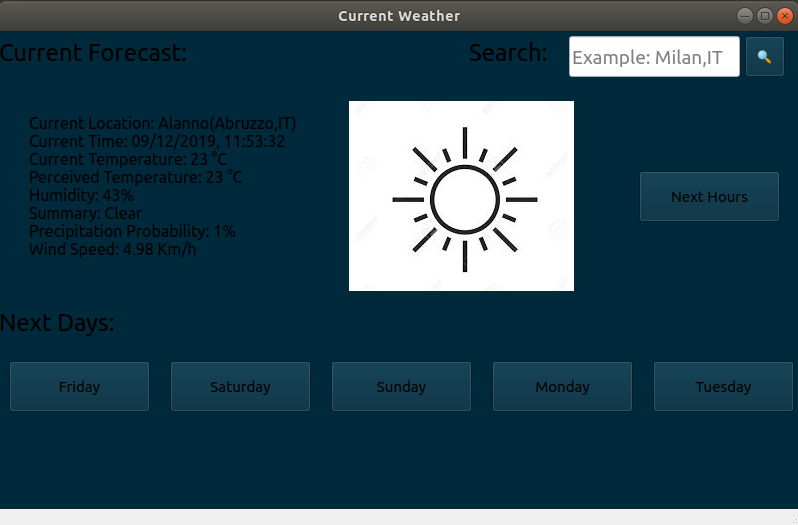 Current Weather
Current Forecast:
Search:
Example: Milan,IT
Current Location: Alanno(Abruzzo,IT)
Current Time: 09/12/2019, 11:53:32
Current Temperature: 23 °C
Perceived Temperature: 23 °C
Humidity: 43%
Summary: Clear
Precipitation Probability: 1%
Wind Speed: 4.98 Km/h
Next Hours
Next Days:
Friday
Saturday
Sunday
Monday
Tuesday